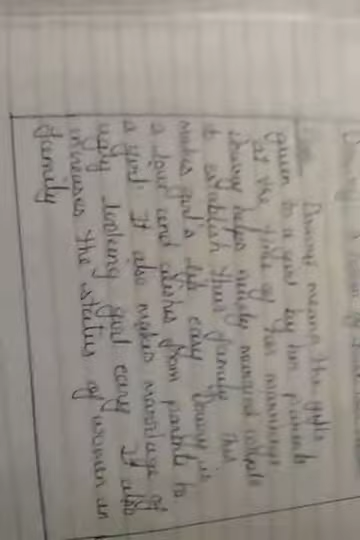 Dowry means the gifts
given to a girl by her parents
at the time of her marriage
Dowry helps newly married couple
to establish their family this
makes girl's life easy Dowry is
a love and wishes from parents to
a girl. It also makes marriage of
ugly looking girl easy It also
increases the status of women in
family